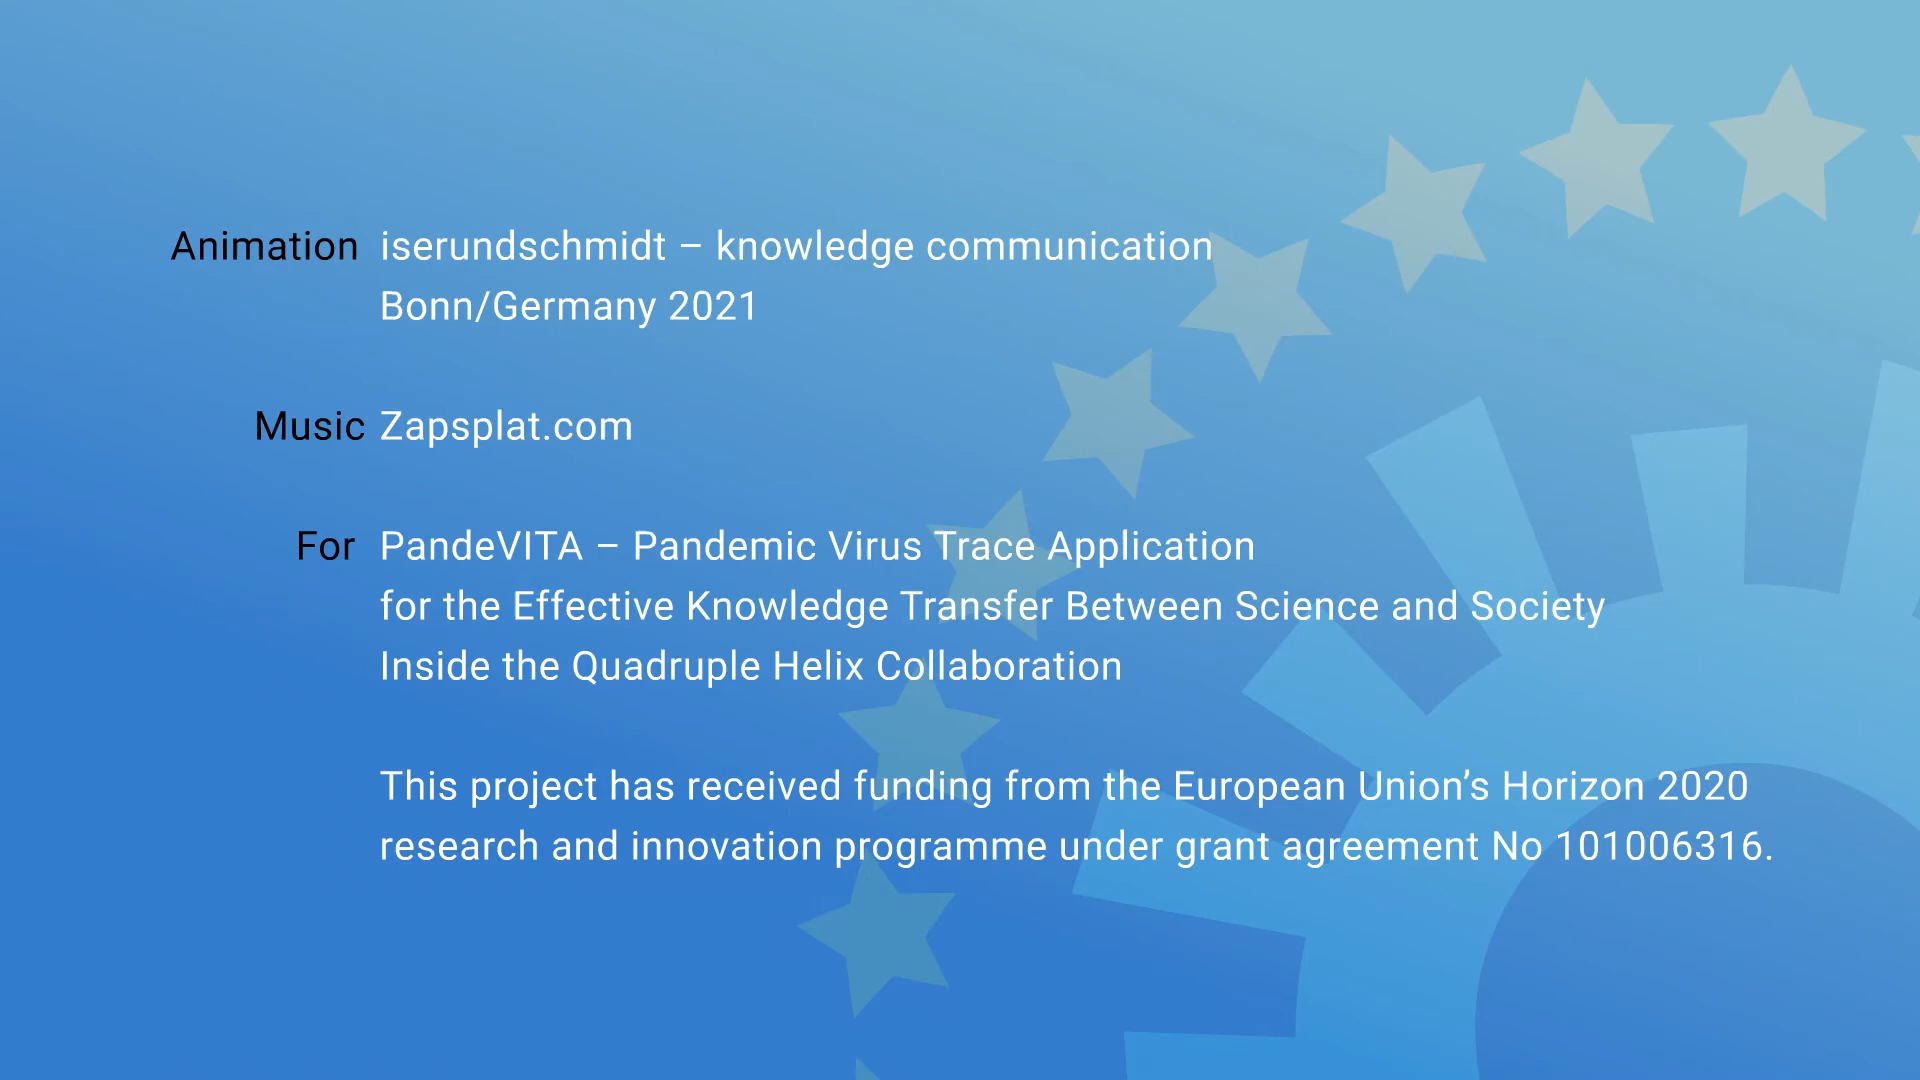 Animation iserundschmidt – knowledge communication
Bonn/Germany 2021
Music Zapsplat.com
For PandeVITA – Pandemic Virus Trace Application
for the Effective Knowledge Transfer Between Science and Society
Inside the Quadruple Helix Collaboration
This project has received funding from the European Union’s Horizon 2020
research and innovation programme under grant agreement No 101006316.